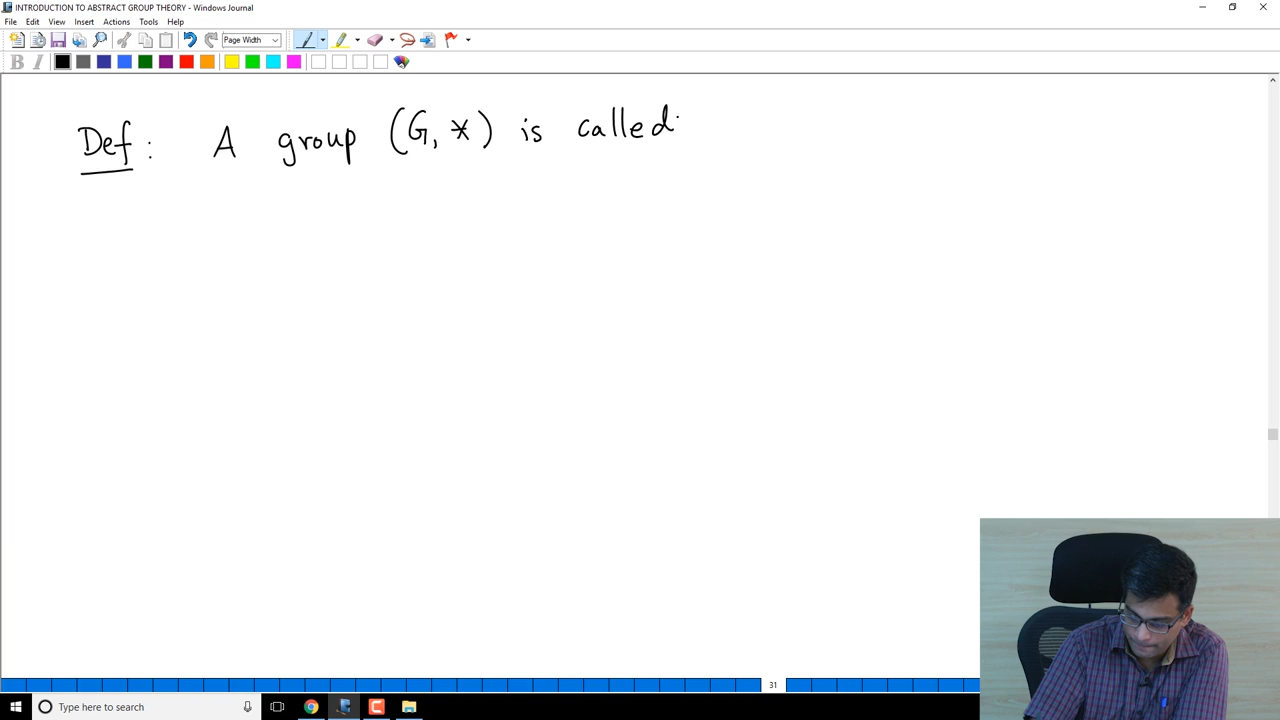 INTRODUCTION TO ABSTRACT GROUP THEORY - Windows Journal
File Edit View Insert Actions Tools Help
Page Width
B I
Def: A group (G, *) is called
31
Type here to search